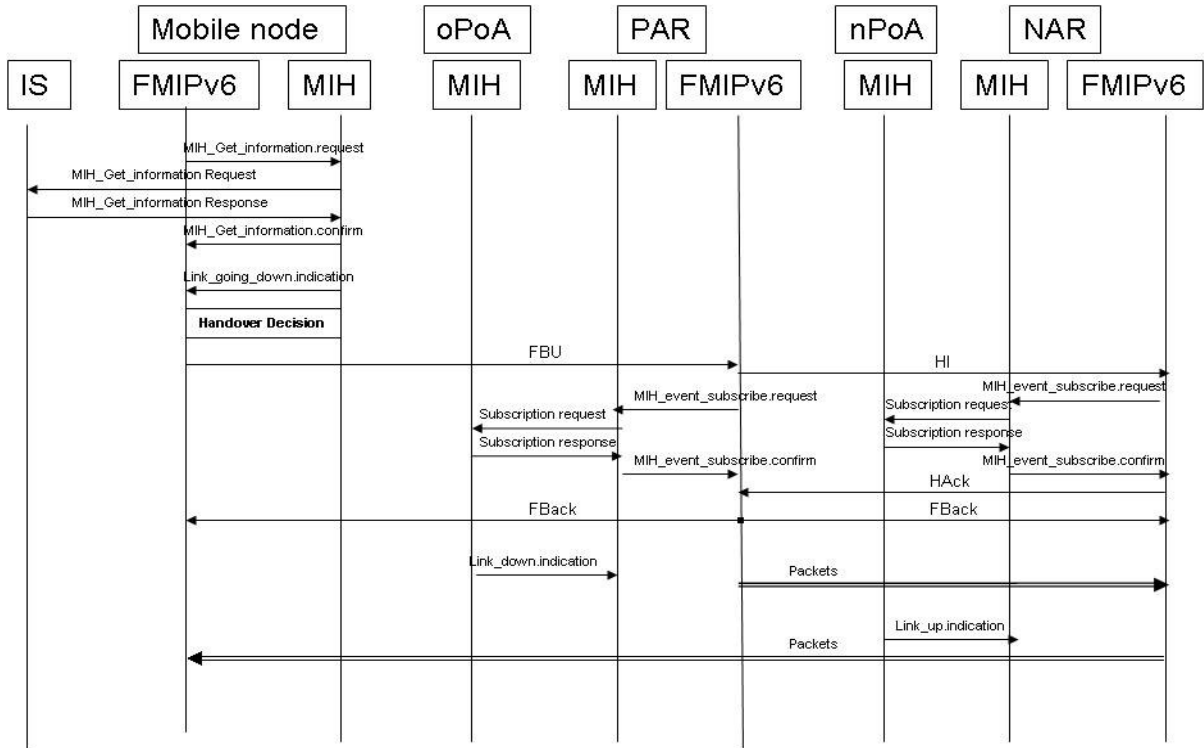 Mobile node
oPoA
PAR
nPoA
NAR
IS
FMIPv6
MIH
MIH
MIH
FMIPv6
MIH
MIH
FMIPv6
MIH_Get_information.request
MIH_Get_information Request
MIH_Get_information Response
MIH_Get_information.confirm
Link_going_down.indication
Handover Decision
FBU
HI
MIH_event_subscribe.request
MIH_event_subscribe.request
Subscription request
Subscription request
Subscription response
Subscription response
MIH_event_subscribe.confirm
MIH_event_subscribe.confirm
HAck
FBack
FBack
Link_down.indication
Packets
Link_up.indication
Packets